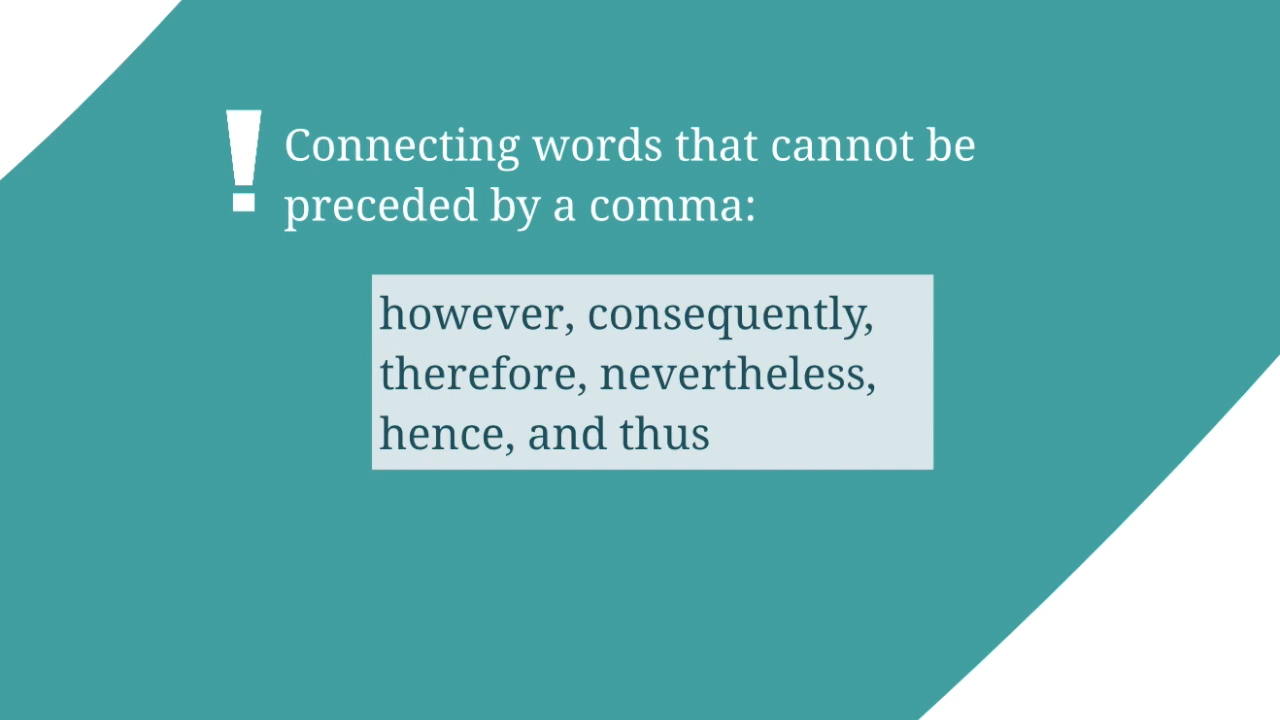 ! Connecting words that cannot be
preceded by a comma:
however, consequently,
therefore, nevertheless,
hence, and thus